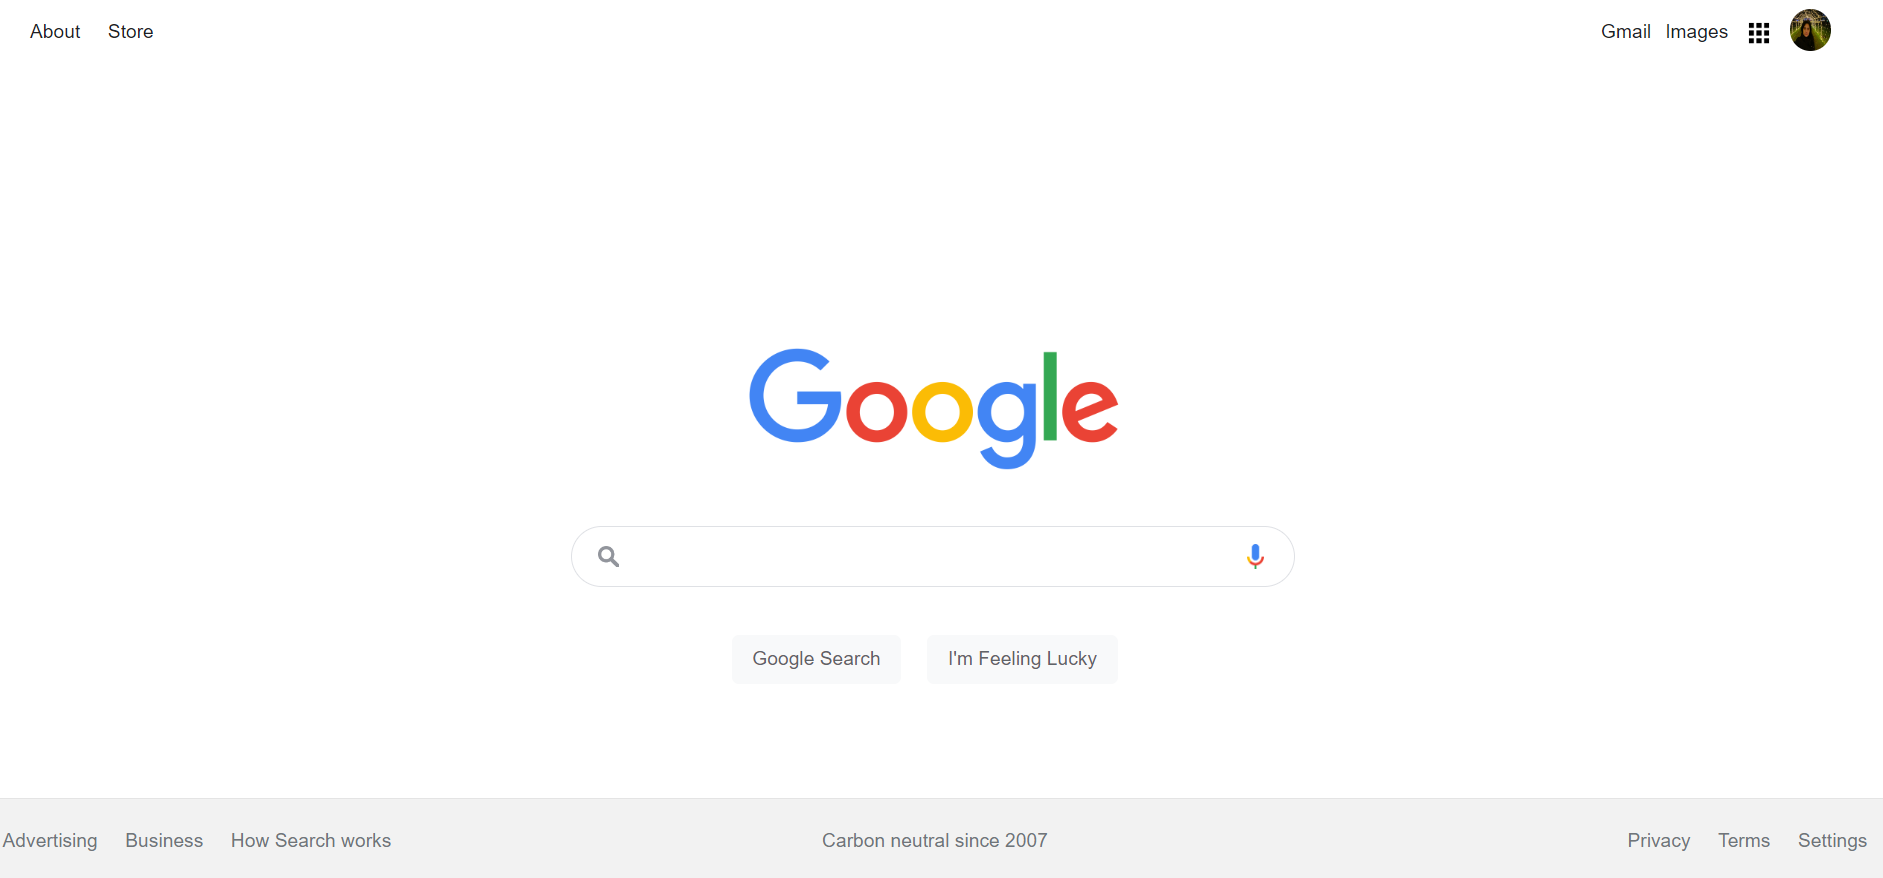 About Store Gmail Images
Google
Google Search I'm Feeling Lucky
Advertising Business How Search works Carbon neutral since 2007 Privacy Terms Settings